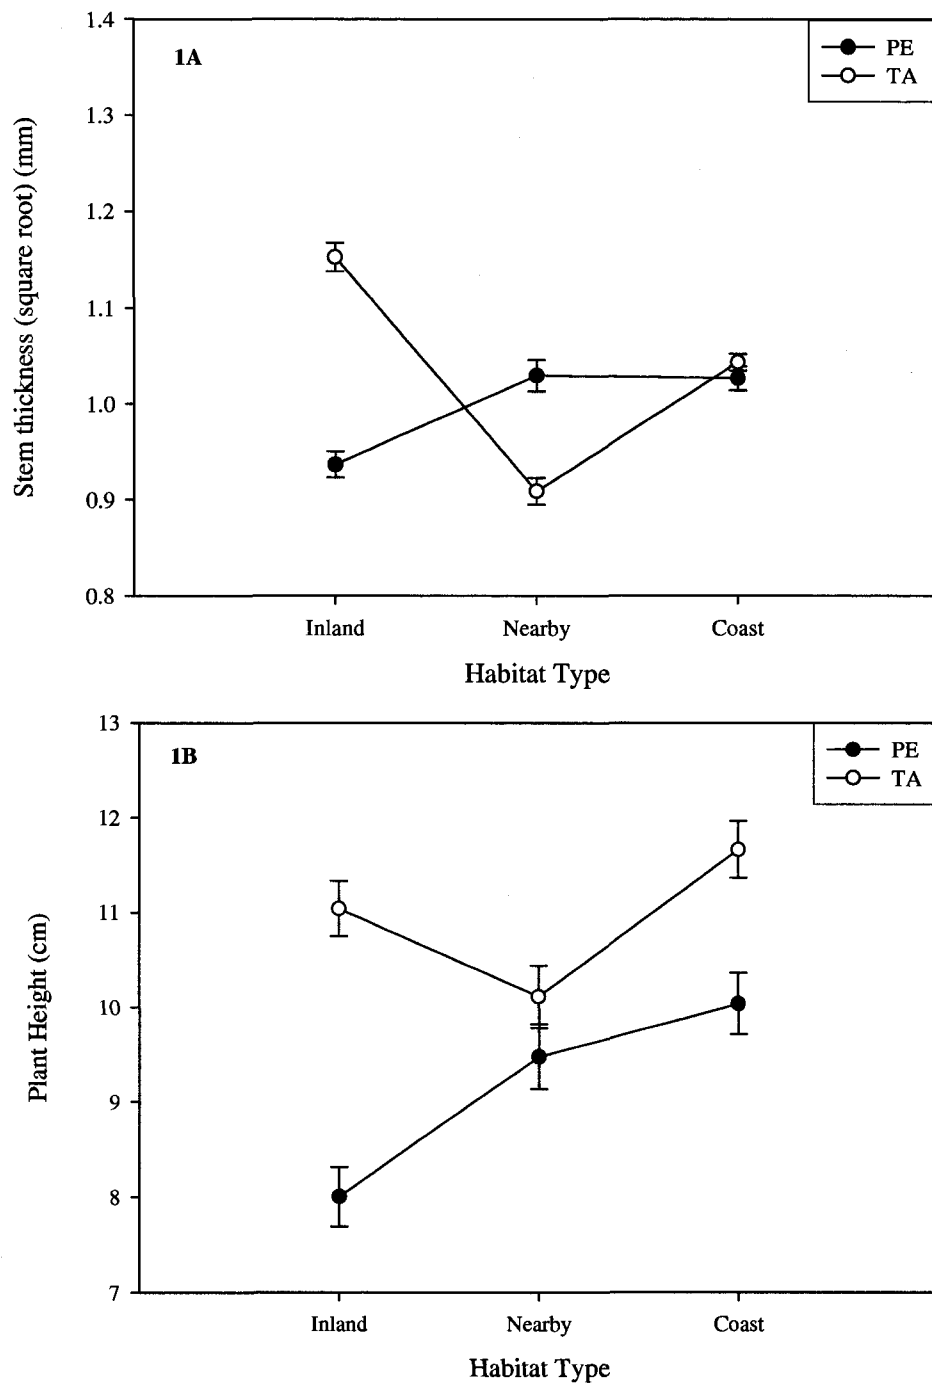 1A
PE
TA
Stem thickness (square root) (mm)
1.4
1.3
1.2
1.1
1.0
0.9
0.8
Inland Nearby Coast
Habitat Type
1B
PE
TA
Plant Height (cm)
13
12
11
10
9
8
7
Inland Nearby Coast
Habitat Type